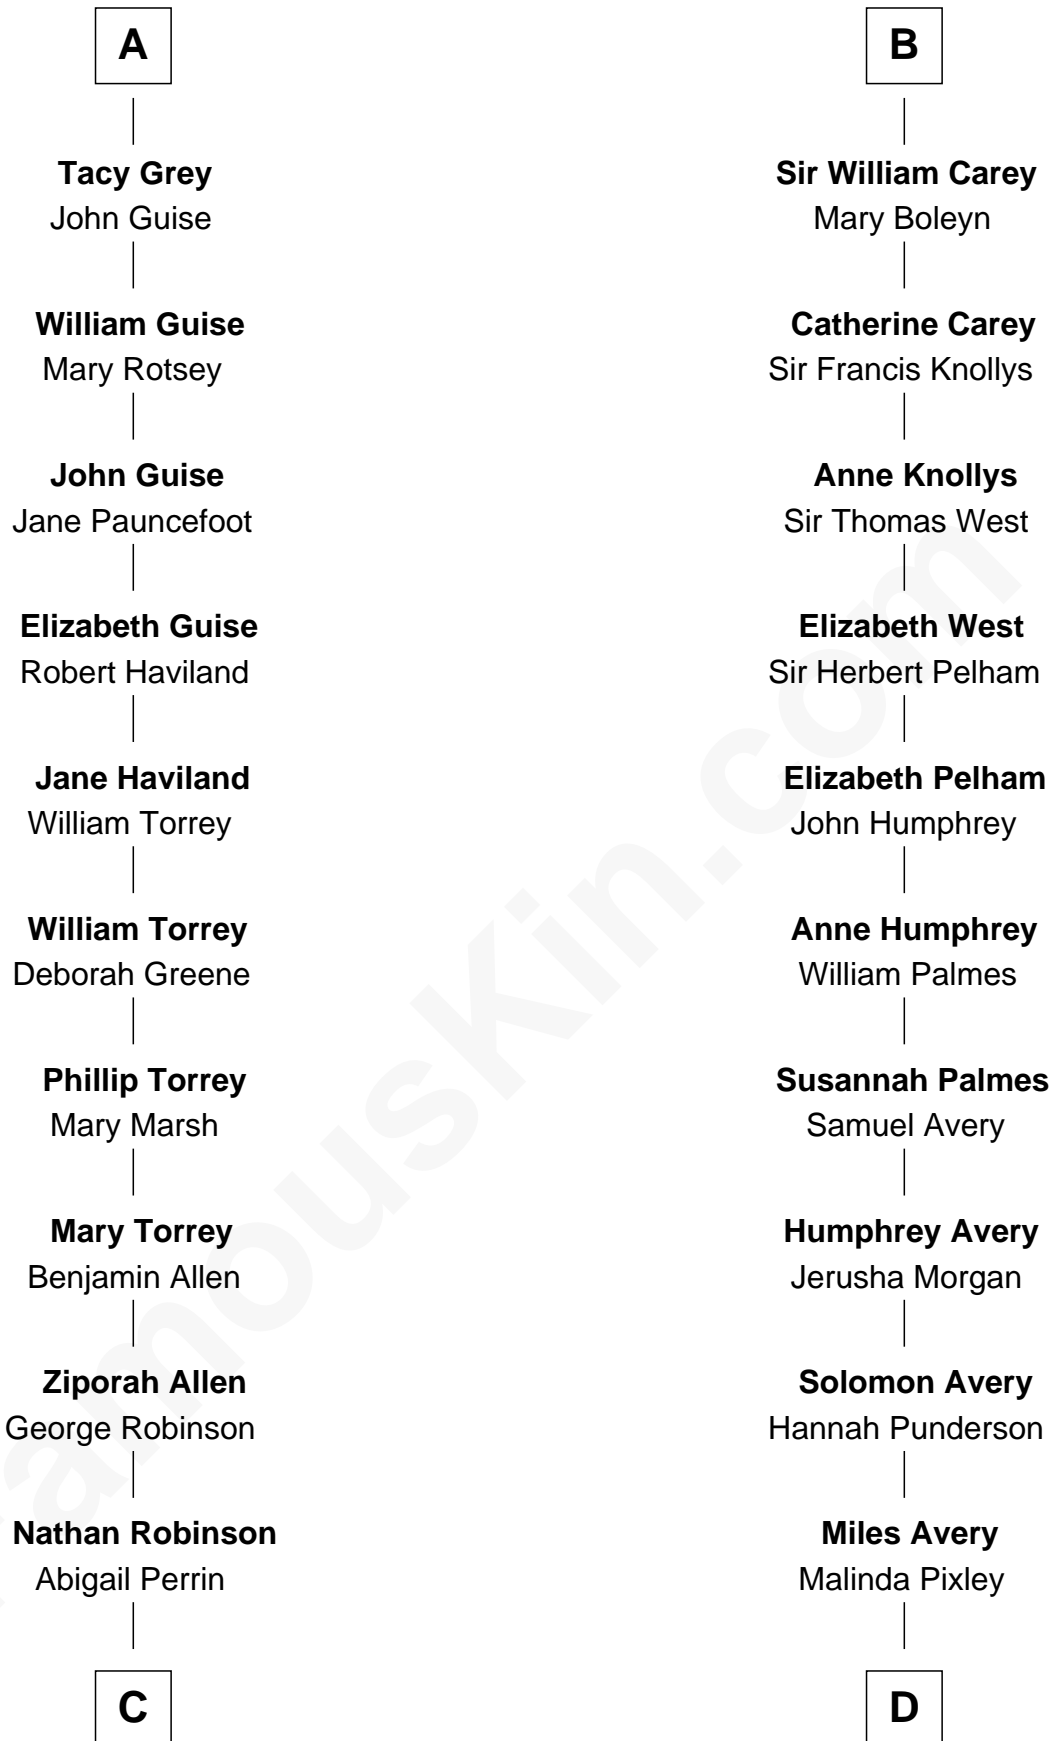 A
Tacy Grey
John Guise
William Guise
Mary Rotsey
John Guise
Jane Pauncefoot
Elizabeth Guise
Robert Haviland
Jane Haviland
William Torrey
William Torrey
Deborah Greene
Phillip Torrey
Mary Marsh
Mary Torrey
Benjamin Allen
Ziporah Allen
George Robinson
Nathan Robinson
Abigail Perrin
C
B
Sir William Carey
Mary Boleyn
Catherine Carey
Sir Francis Knollys
Anne Knollys
Sir Thomas West
Elizabeth West
Sir Herbert Pelham
Elizabeth Pelham
John Humphrey
Anne Humphrey
William Palmes
Susannah Palmes
Samuel Avery
Humphrey Avery
Jerusha Morgan
Solomon Avery
Hannah Punderson
Miles Avery
Malinda Pixley
D
FamousKin.com